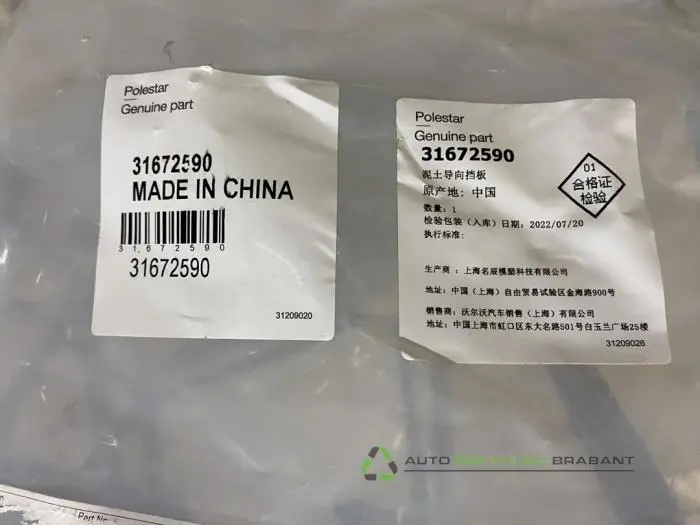 Polestar
Genuine part
31672590
MADE IN CHINA
31672590
31672590
31209020
Polestar
Genuine part
31672590
泥土导向挡板
原产地: 中国
数量: 1
检验包装（入库）日期: 2022/07/20
执行标准:
01
合格证
检验
生产商：上海名辰模塑科技有限公司
地址: 中国（上海）自由贸易试验区金海路900号
销售商: 沃尔沃汽车销售（上海）有限公司
地址: 中国上海市虹口区东大名路501号白玉兰广场25楼
31209026
AUTO BRABANT
Part No